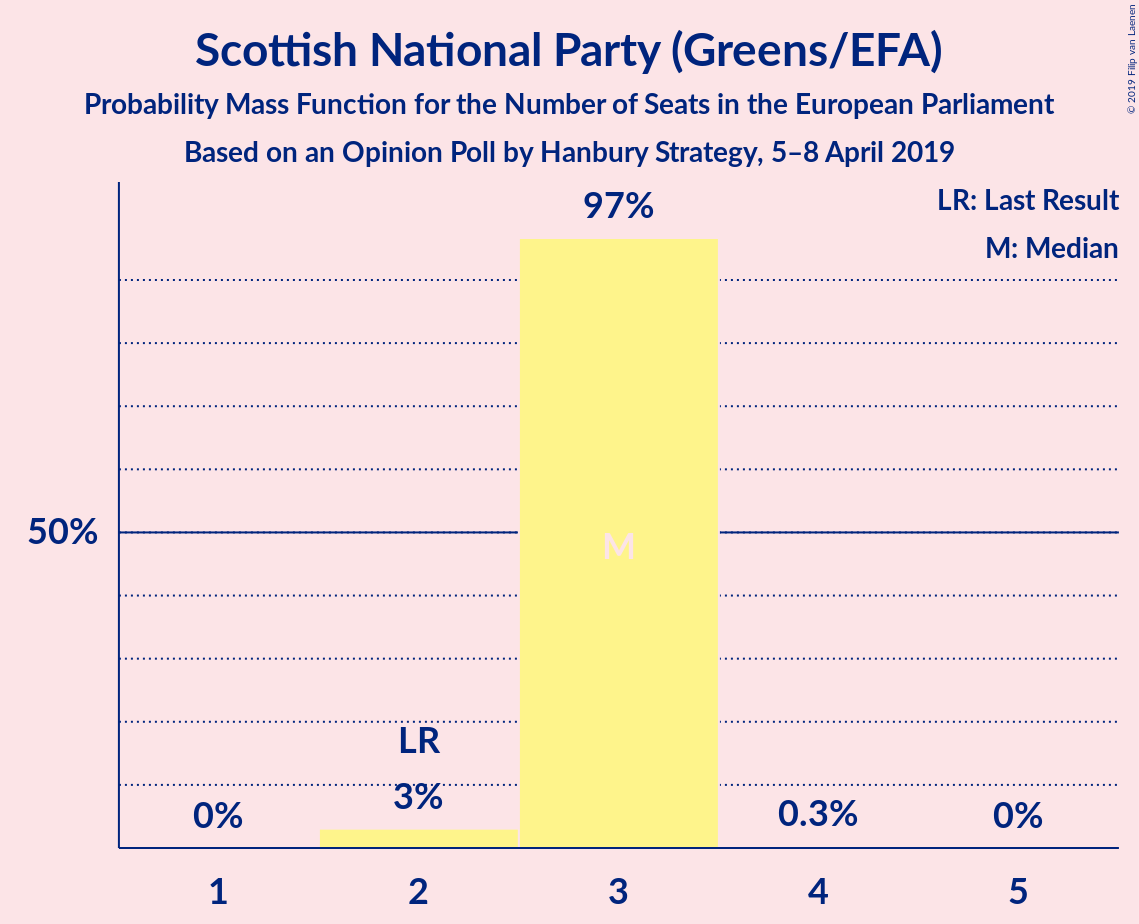 Scottish National Party (Greens/EFA)
Probability Mass Function for the Number of Seats in the European Parliament
Based on an Opinion Poll by Hanbury Strategy, 5–8 April 2019
© 2019 Filip van Laenen
LR: Last Result
M: Median
97%
50%
M
LR
0%
3%
0.3%
0%
1 2 3 4 5